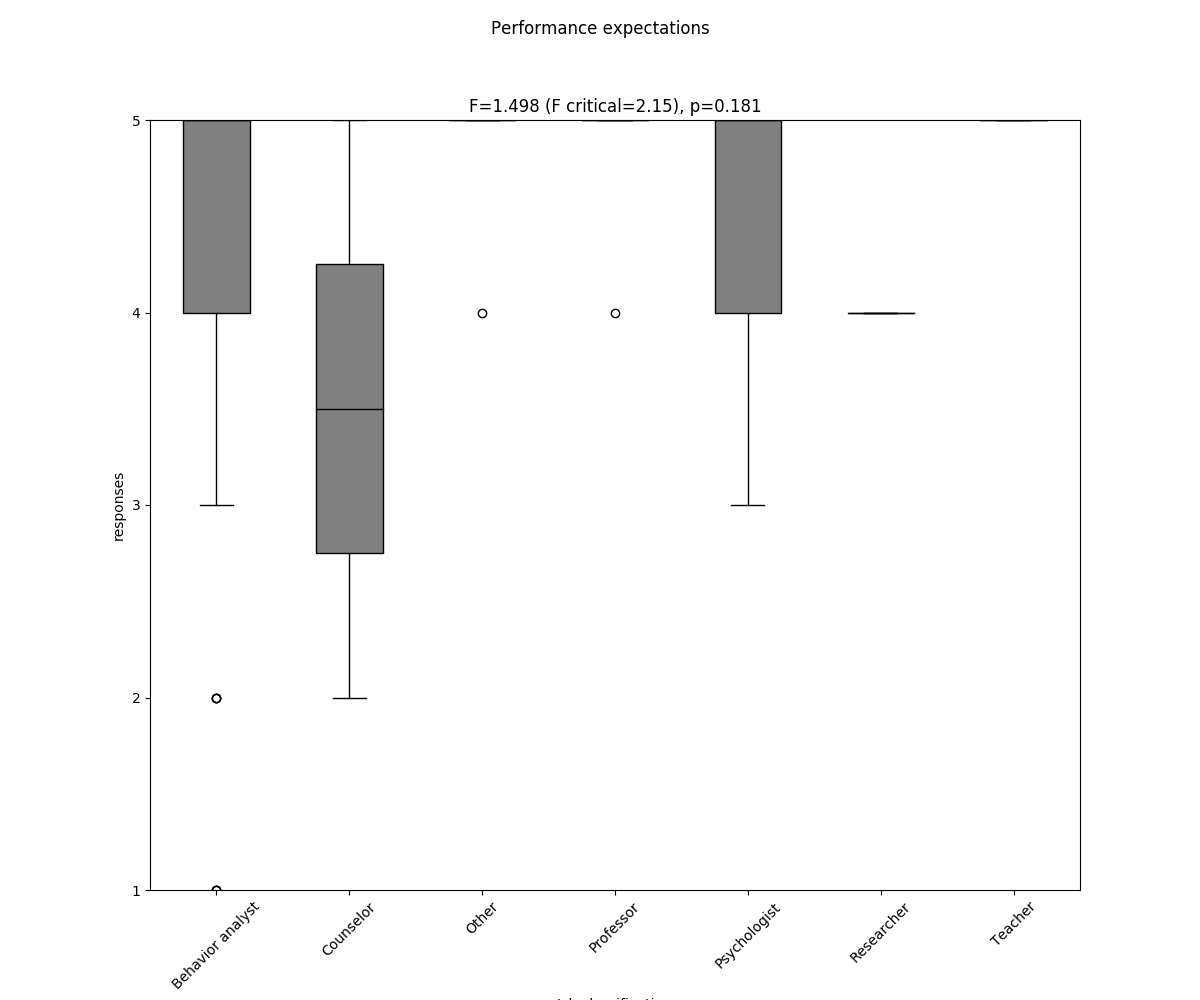 Performance expectations
F=1.498 (F critical=2.15), p=0.181
5
4
3
2
1
responses
Behavior analyst
Counselor
Other
Professor
Psychologist
Researcher
Teacher